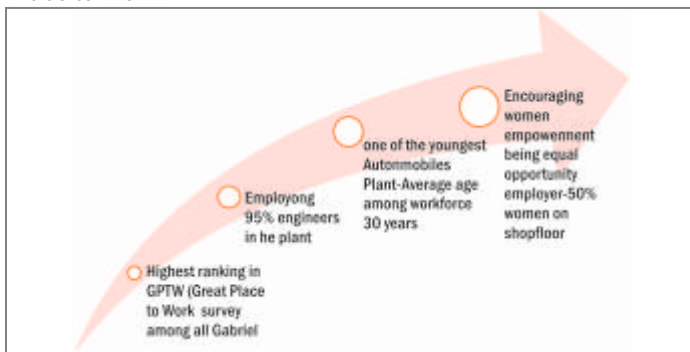 Highest ranking in
GPTW (Great Place
to Work survey
among all Gabriel
Employong
95% engineers
in he plant
one of the youngest
Autonmobiles
Plant-Average age
among workforce
30 years
Encouraging
women
empowenment
being equal
opportunity
employer-50%
women on
shopfloor